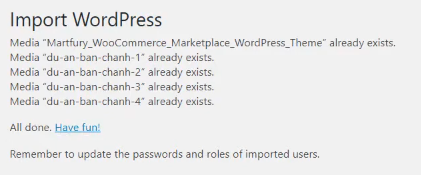 Import WordPress
Media “Martfury_WooCommerce_Marketplace_WordPress_Theme” already exists.
Media “du-an-ban-chanh-1” already exists.
Media “du-an-ban-chanh-2” already exists.
Media “du-an-ban-chanh-3” already exists.
Media “du-an-ban-chanh-4” already exists.
All done. Have fun!
Remember to update the passwords and roles of imported users.